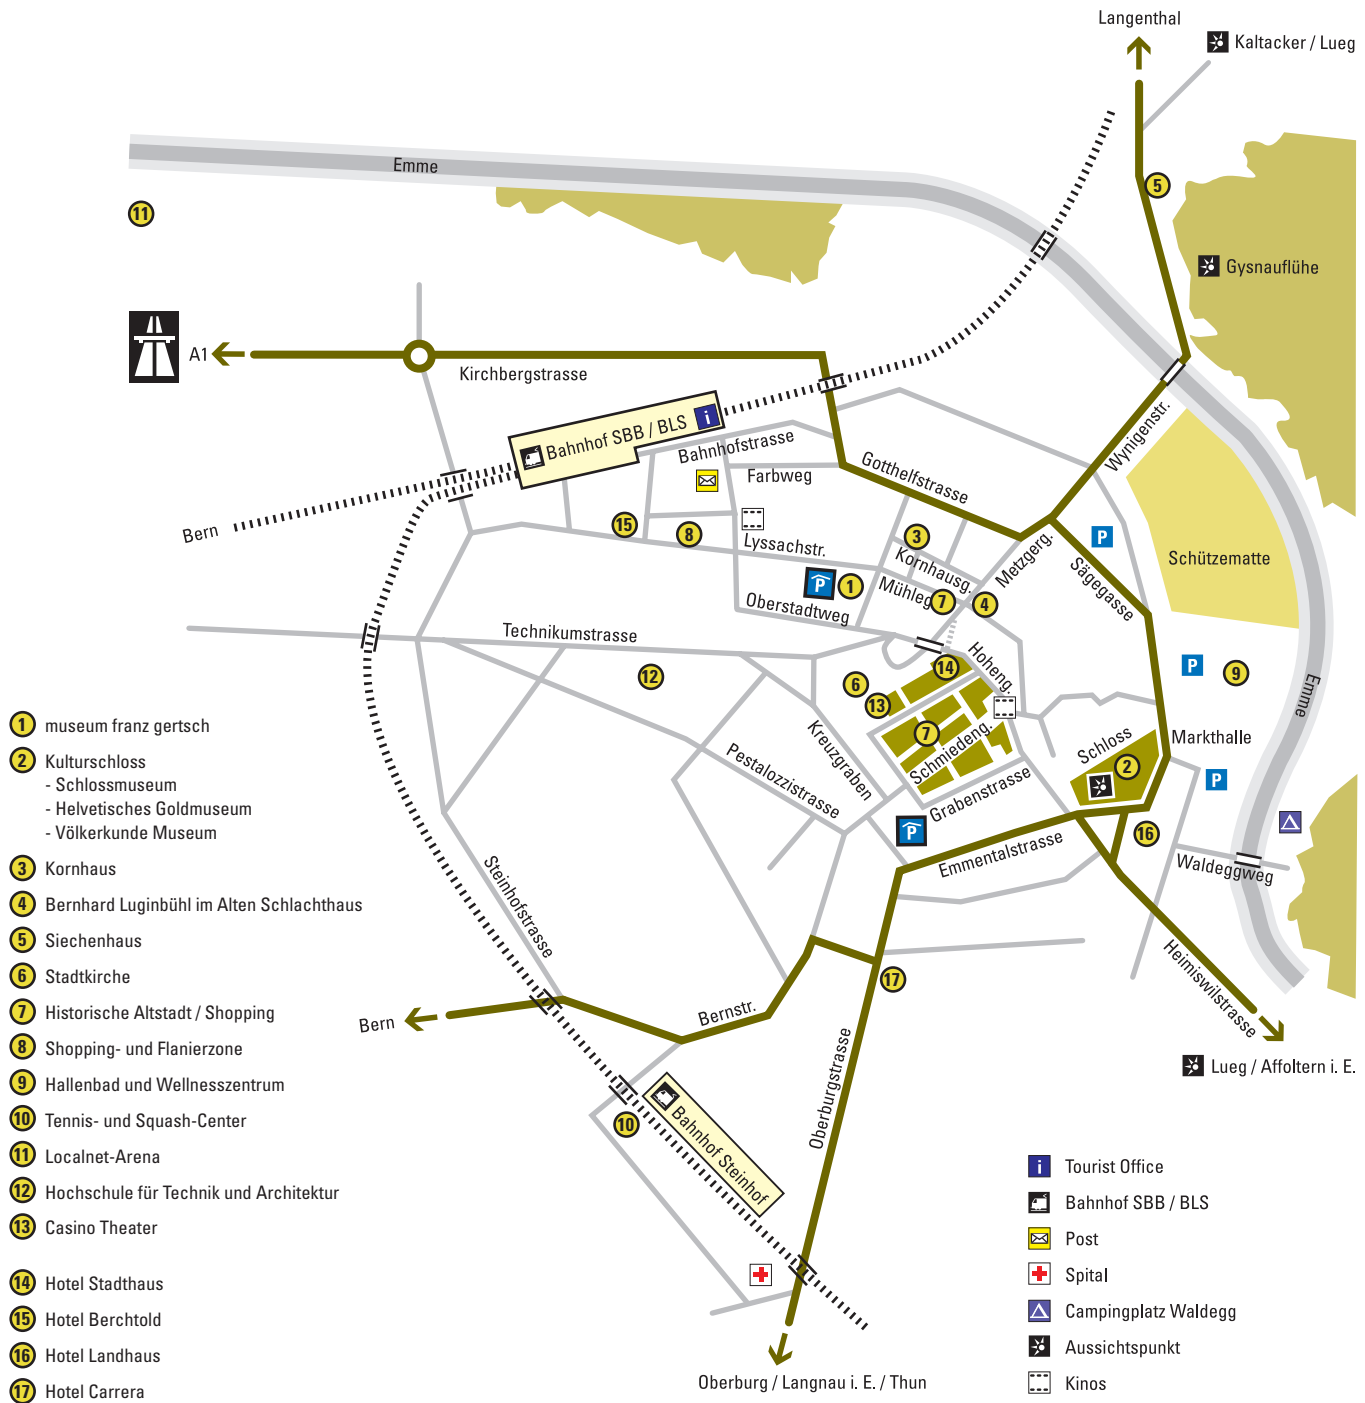 Langenthal
Kaltacker / Lueg
Emme
11
5
Gysnauflühe
A1
Kirchbergstrasse
i
Bahnhof SBB / BLS
Bahnhofstrasse
Farbweg
Gotthelfstrasse
Wynigenstr.
Bern
15
8
Lyssachstr.
3
Kornhausg.
Metzgerg.
P
Sägegasse
Schützematte
P
1
Mühleg.
7
4
Oberstadtweg
Technikumstrasse
12
6
13
14
Hoheng.
P
9
Emme
Kreuzgraben
7
Schmiedeng.
Schloss
2
Markthalle
P
Pestalozzistrasse
Grabenstrasse
P
Emmentalstrasse
16
Waldeggweg
Steinhofstrasse
17
Heimiswilstrasse
Bern
Bernstr.
Oberburgstrasse
Lueg / Affoltern i. E.
10
Bahnhof Steinhof
Oberburg / Langnau i. E. / Thun
1 museum franz gertsch
2 Kulturschloss
- Schlossmuseum
- Helvetisches Goldmuseum
- Völkerkunde Museum
3 Kornhaus
4 Bernhard Luginbühl im Alten Schlachthaus
5 Siechenhaus
6 Stadtkirche
7 Historische Altstadt / Shopping
8 Shopping- und Flanierzone
9 Hallenbad und Wellnesszentrum
10 Tennis- und Squash-Center
11 Localnet-Arena
12 Hochschule für Technik und Architektur
13 Casino Theater
14 Hotel Stadthaus
15 Hotel Berchtold
16 Hotel Landhaus
17 Hotel Carrera
i Tourist Office
Bahnhof SBB / BLS
Post
Spital
Campingplatz Waldegg
Aussichtspunkt
Kinos